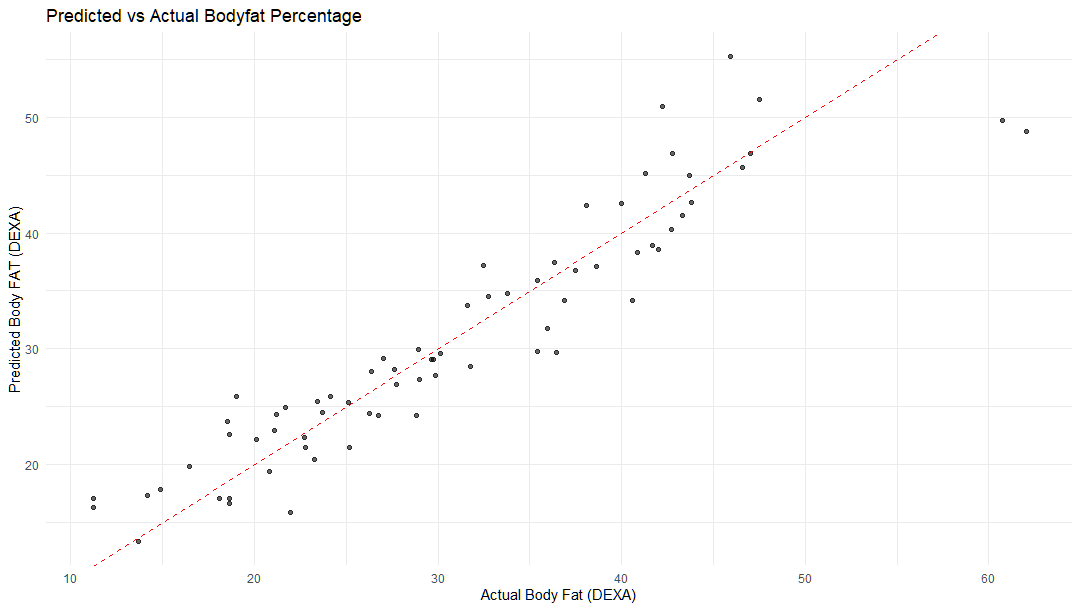 Predicted vs Actual Bodyfat Percentage
Predicted Body FAT (DEXA)
50
40
30
20
10 20 30 40 50 60
Actual Body Fat (DEXA)